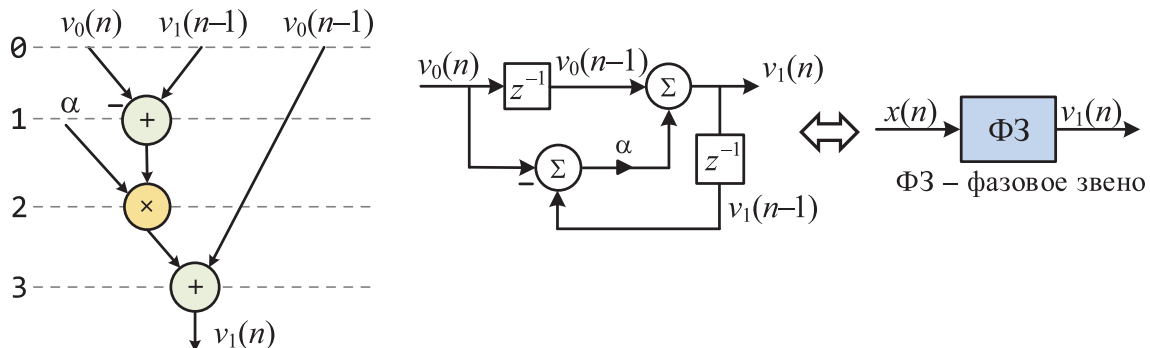 v₀(n) v₁(n–1) v₀(n–1)
0
α –
1 +
2 ×
3 +
v₁(n)
v₀(n) z⁻¹ v₀(n–1) Σ v₁(n)
– Σ α z⁻¹
v₁(n–1)
x(n) ФЗ v₁(n)
ФЗ – фазовое звено